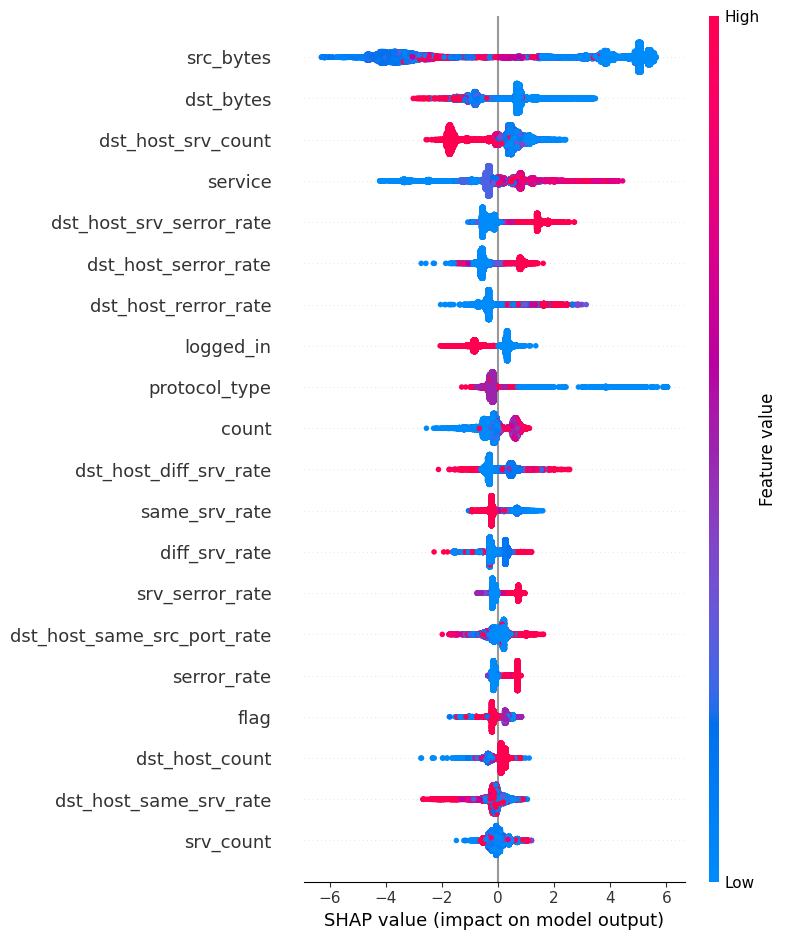 High
src_bytes
dst_bytes
dst_host_srv_count
service
dst_host_srv_serror_rate
dst_host_serror_rate
dst_host_rerror_rate
logged_in
protocol_type
count
dst_host_diff_srv_rate
same_srv_rate
diff_srv_rate
srv_serror_rate
dst_host_same_src_port_rate
serror_rate
flag
dst_host_count
dst_host_same_srv_rate
srv_count
Feature value
Low
−6 −4 −2 0 2 4 6
SHAP value (impact on model output)